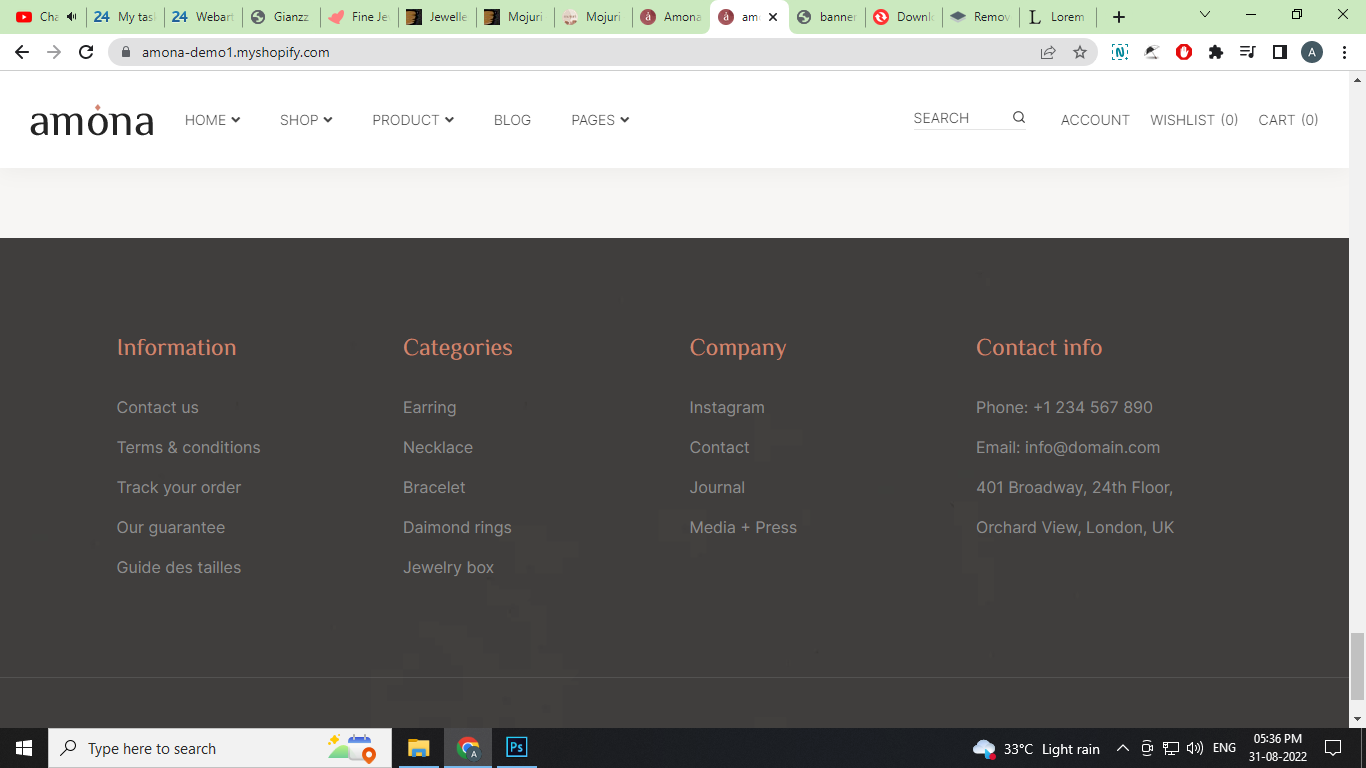 Cha
24 My task
24 Webart
Gianzz
Fine Je
Jewelle
Mojuri
Mojuri
Amona
amo
banner
Downl
Remov
L Lorem
amona-demo1.myshopify.com
A
amona HOME SHOP PRODUCT BLOG PAGES SEARCH ACCOUNT WISHLIST (0) CART (0)
Information
Contact us
Terms & conditions
Track your order
Our guarantee
Guide des tailles
Categories
Earring
Necklace
Bracelet
Daimond rings
Jewelry box
Company
Instagram
Contact
Journal
Media + Press
Contact info
Phone: +1 234 567 890
Email: info@domain.com
401 Broadway, 24th Floor,
Orchard View, London, UK
Type here to search
A
Ps
33°C Light rain
ENG
05:36 PM
31-08-2022